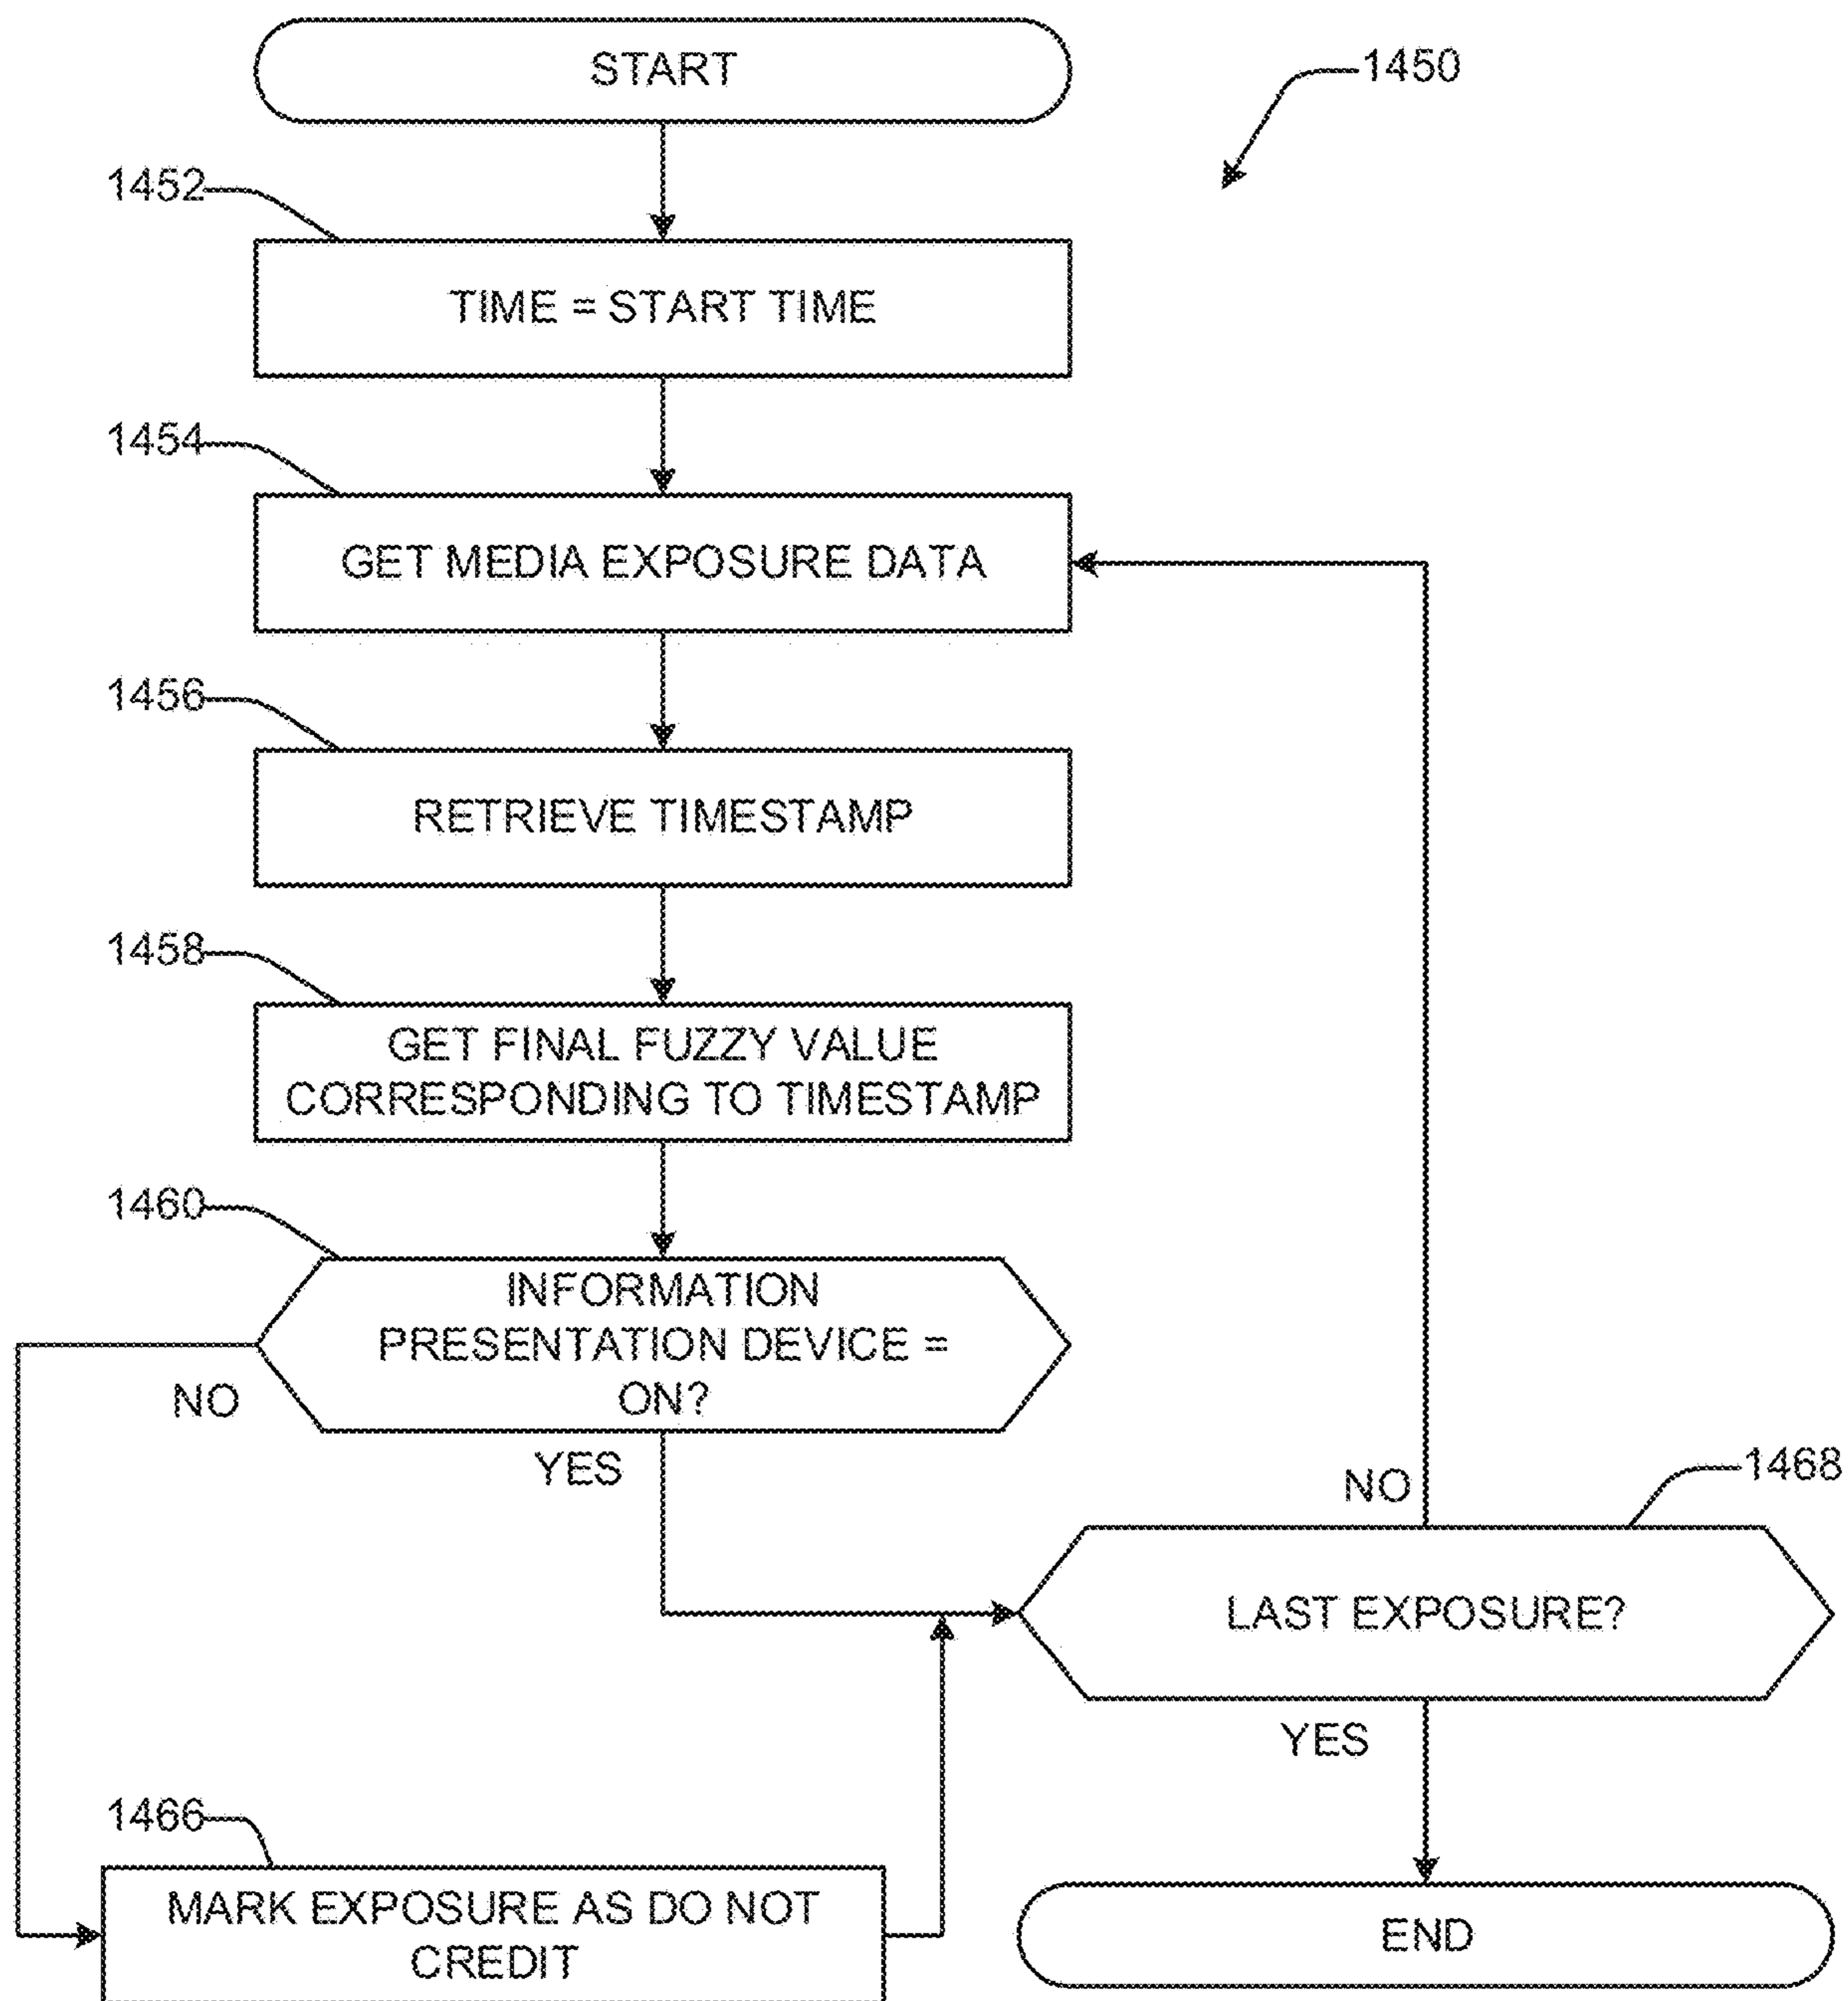 START
1450
1452
TIME = START TIME
1454
GET MEDIA EXPOSURE DATA
1456
RETRIEVE TIMESTAMP
1458
GET FINAL FUZZY VALUE
CORRESPONDING TO TIMESTAMP
1460
INFORMATION
PRESENTATION DEVICE =
ON?
NO
YES
NO
1468
LAST EXPOSURE?
YES
1466
MARK EXPOSURE AS DO NOT
CREDIT
END